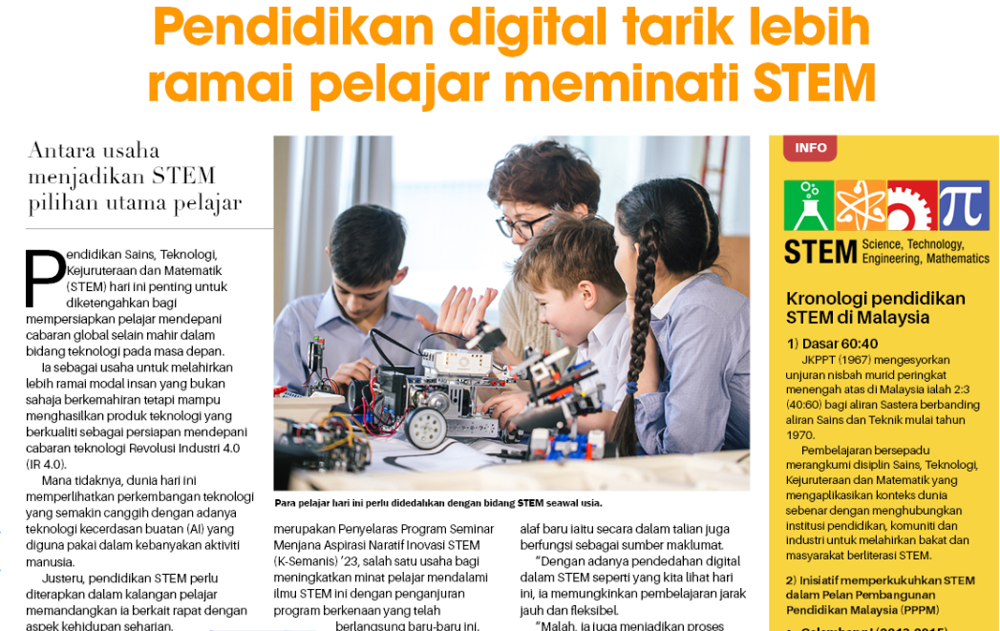 Pendidikan digital tarik lebih
ramai pelajar meminati STEM
Antara usaha
menjadikan STEM
pilihan utama pelajar
Pendidikan Sains, Teknologi,
Kejuruteraan dan Matematik
(STEM) hari ini penting untuk
diketengahkan bagi
mempersiapkan pelajar mendepani
cabaran global selain mahir dalam
bidang teknologi pada masa depan.
Ia sebagai usaha untuk melahirkan
lebih ramai modal insan yang bukan
sahaja berkemahiran tetapi mampu
menghasilkan produk teknologi yang
berkualiti sebagai persiapan mendepani
cabaran teknologi Revolusi Industri 4.0
(IR 4.0).
Mana tidaknya, dunia hari ini
memperlihatkan perkembangan teknologi
yang semakin canggih dengan adanya
teknologi kecerdasan buatan (AI) yang
diguna pakai dalam kebanyakan aktiviti
manusia.
Justeru, pendidikan STEM perlu
diterapkan dalam kalangan pelajar
memandangkan ia berkait rapat dengan
aspek kehidupan seharian.
Para pelajar hari ini perlu didedahkan dengan bidang STEM seawal usia.
merupakan Penyelaras Program Seminar
Menjana Aspirasi Naratif Inovasi STEM
(K-Semanis) '23, salah satu usaha bagi
meningkatkan minat pelajar mendalami
ilmu STEM ini dengan penganjuran
program berkenaan yang telah
berlangsung baru-baru ini.
alaf baru iaitu secara dalam talian juga
berfungsi sebagai sumber maklumat.
"Dengan adanya pendedahan digital
dalam STEM seperti yang kita lihat hari
ini, ia memungkinkan pembelajaran jarak
jauh dan fleksibel.
"Malah, ia juga menjadikan proses
INFO
π
STEM Science, Technology,
Engineering, Mathematics
Kronologi pendidikan
STEM di Malaysia
1) Dasar 60:40
JKPPT (1967) mengesyorkan
unjuran nisbah murid peringkat
menengah atas di Malaysia ialah 2:3
(40:60) bagi aliran Sastera berbanding
aliran Sains dan Teknik mulai tahun
1970.
Pembelajaran bersepadu
merangkumi disiplin Sains, Teknologi,
Kejuruteraan dan Matematik yang
mengaplikasikan konteks dunia
sebenar dengan menghubungkan
institusi pendidikan, komuniti dan
industri untuk melahirkan bakat dan
masyarakat berliterasi STEM.
2) Inisiatif memperkukuhkan STEM
dalam Pelan Pembangunan
Pendidikan Malaysia (PPPM)